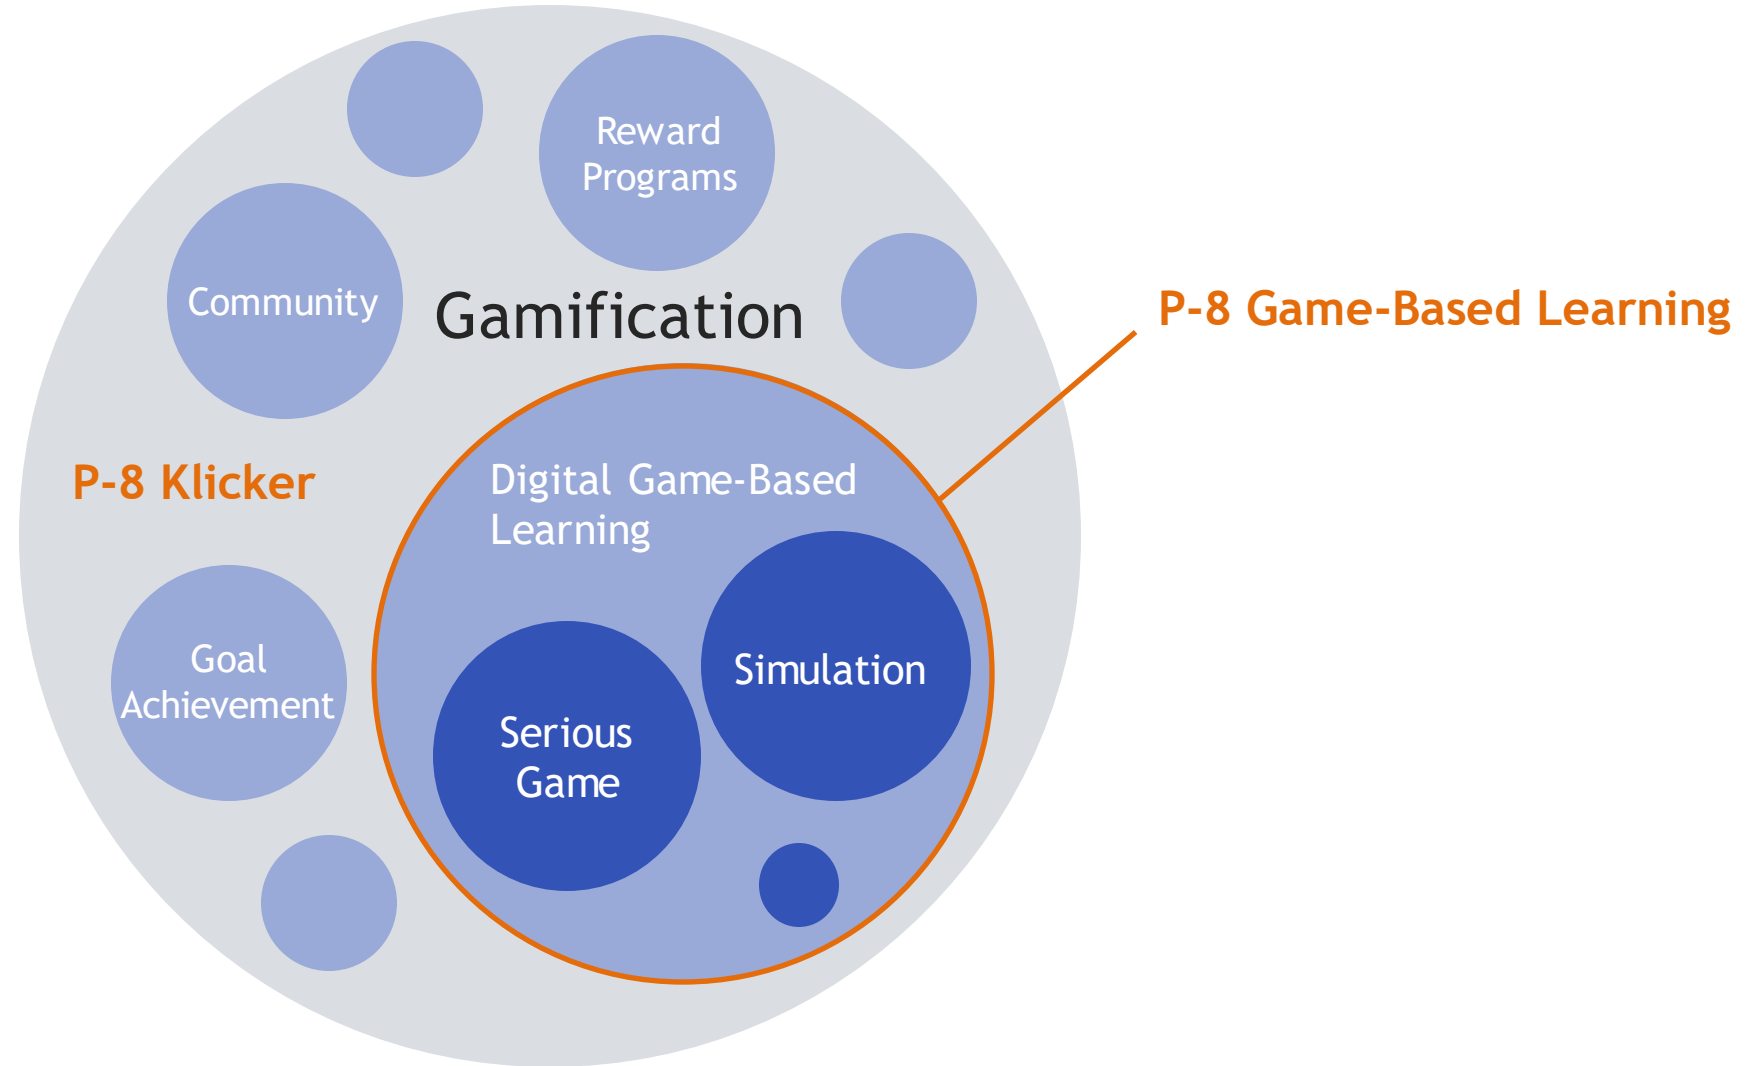 Reward
Programs
Community
Gamification
P-8 Game-Based Learning
P-8 Klicker
Digital Game-Based
Learning
Goal
Achievement
Simulation
Serious
Game